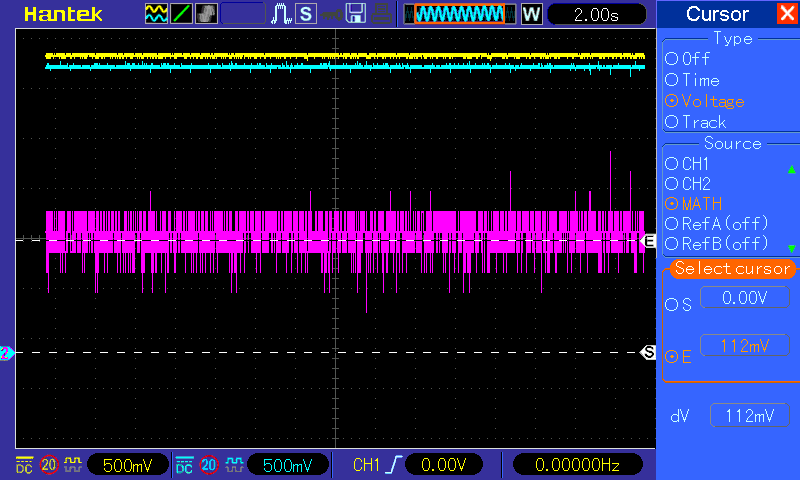 Hantek S W 2.00s Cursor
Type
Off
Time
Voltage
Track
Source
CH1
CH2
MATH
RefA(off)
RefB(off)
Select cursor
S 0.00V
E 112mV
dV 112mV
E
2 S
DC 20 500mV DC 20 500mV CH1 0.00V 0.00000Hz